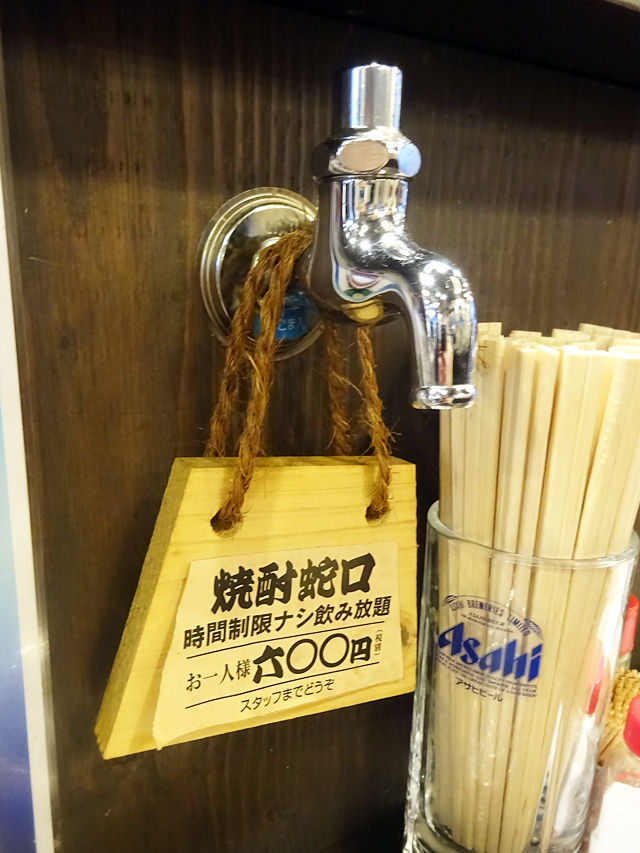 焼酎蛇口
時間制限ナシ飲み放題
お一人様六〇〇円(税別)
スタッフまでどうぞ
Asahi
アサヒビール